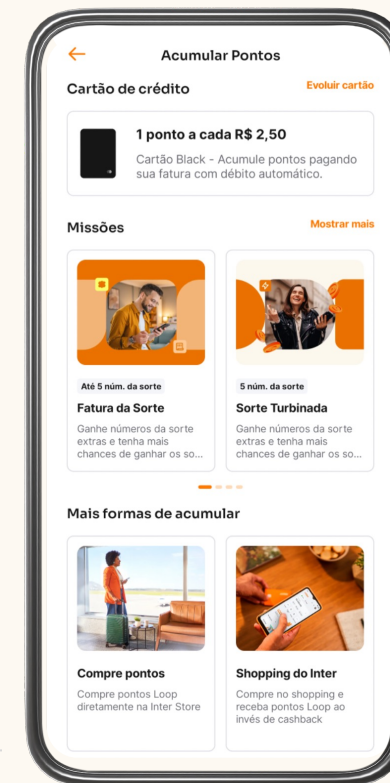 Acumular Pontos
Cartão de crédito
Evoluir cartão
1 ponto a cada R$ 2,50
Cartão Black - Acumule pontos pagando
sua fatura com débito automático.
Missões
Mostrar mais
Até 5 núm. da sorte
Fatura da Sorte
Ganhe números da sorte
extras e tenha mais
chances de ganhar os so...
5 núm. da sorte
Sorte Turbinada
Ganhe números da sorte
extras e tenha mais
chances de ganhar os so...
Mais formas de acumular
Compre pontos
Compre pontos Loop
diretamente na Inter Store
Shopping do Inter
Compre no shopping e
receba pontos Loop ao
invés de cashback